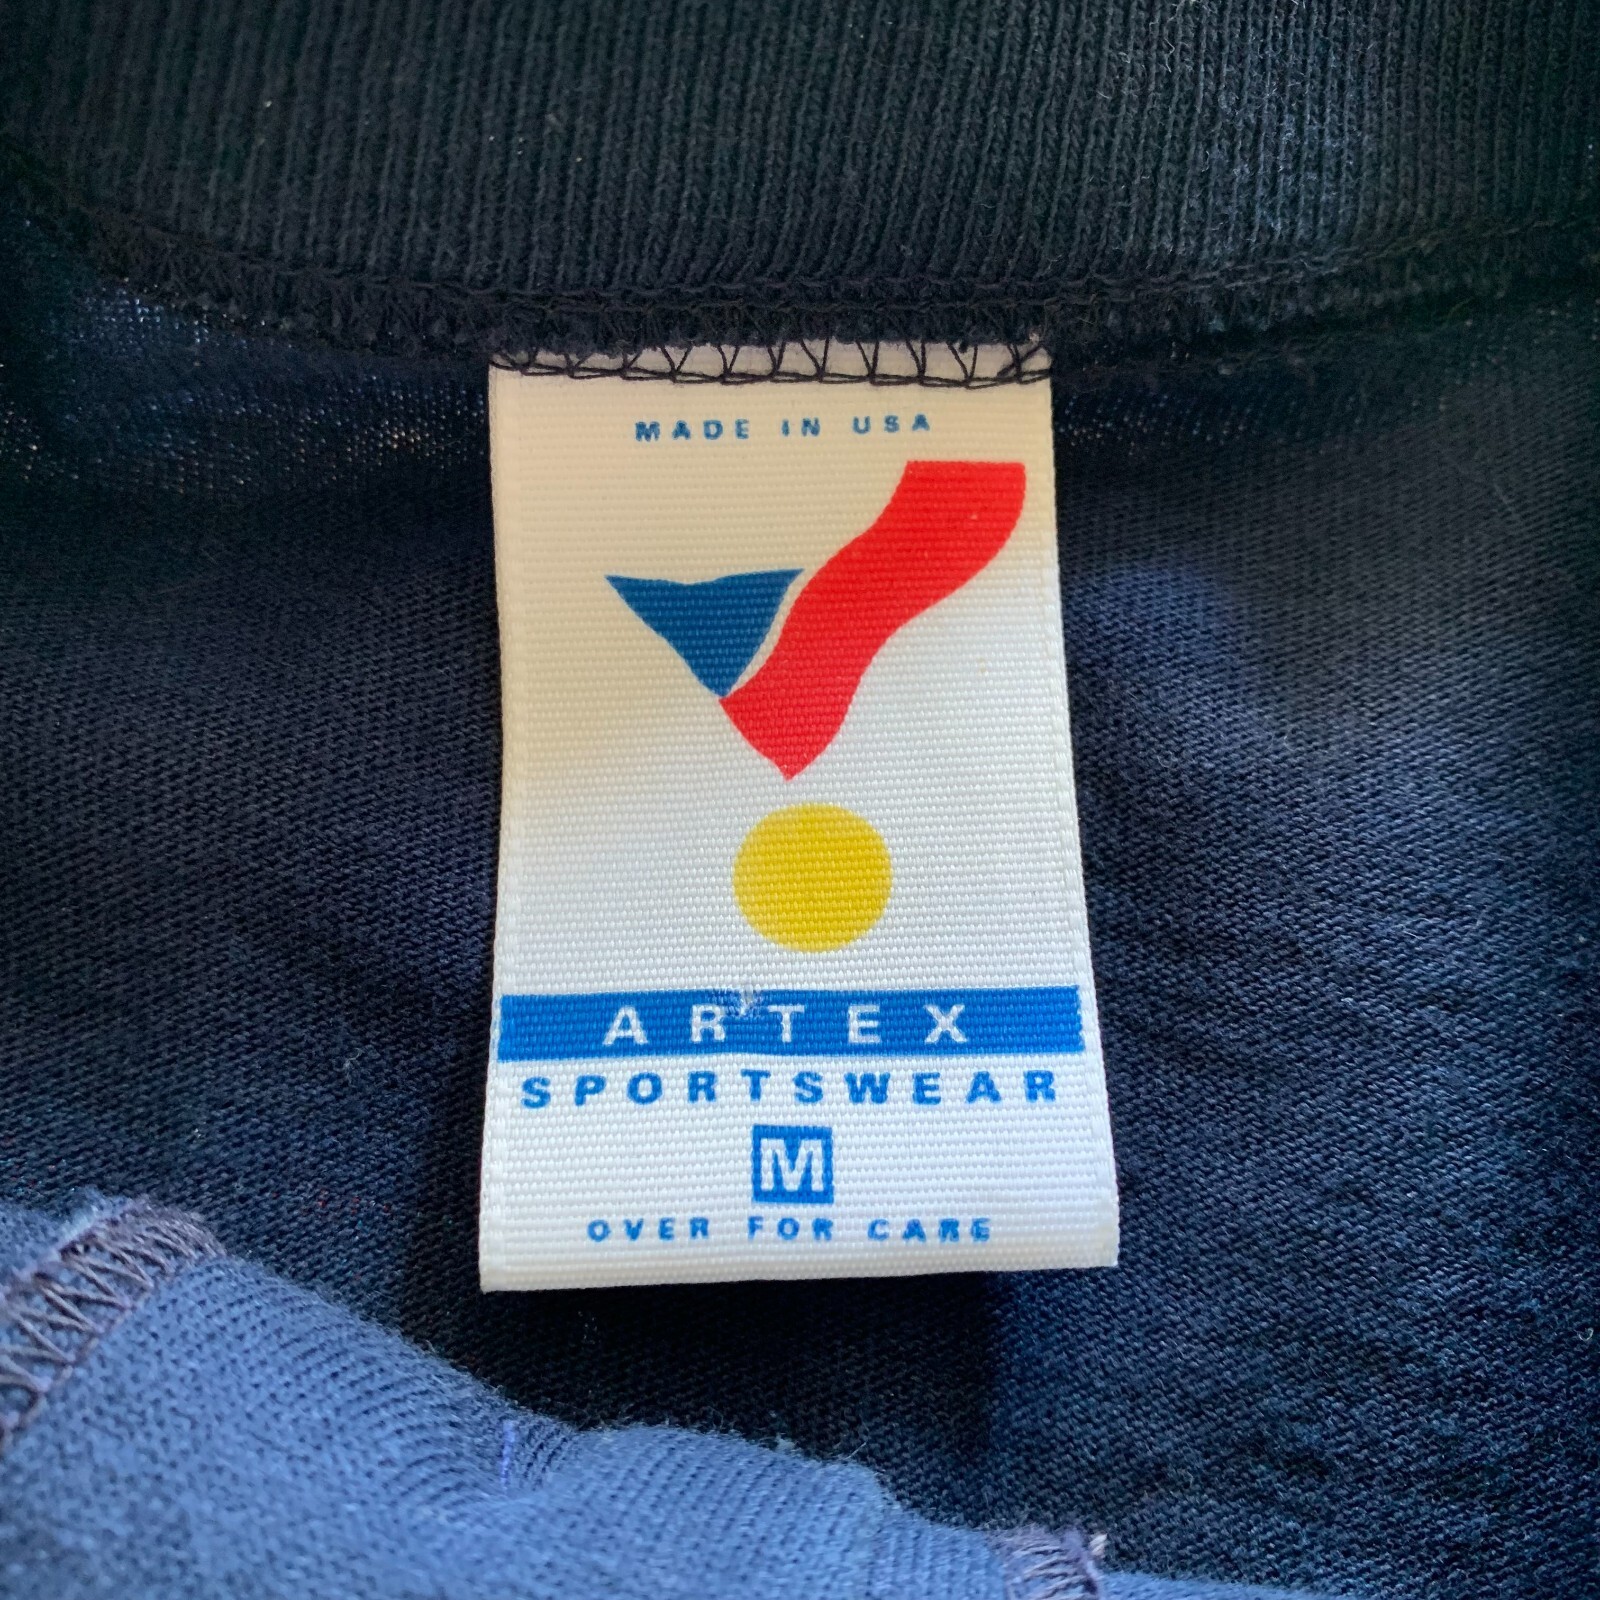 MADE IN USA
ARTEX
SPORTSWEAR
M
OVER FOR CARE